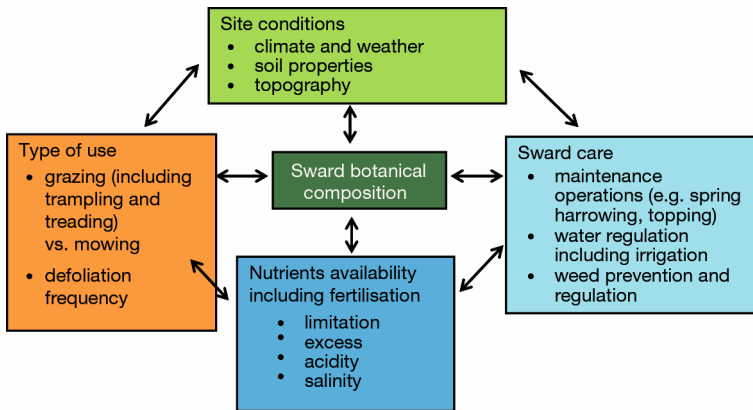 Site conditions
• climate and weather
• soil properties
• topography
Type of use
• grazing (including
trampling and
treading)
vs. mowing
• defoliation
frequency
Sward botanical
composition
Sward care
• maintenance
operations (e.g. spring
harrowing, topping)
• water regulation
including irrigation
• weed prevention and
regulation
Nutrients availability
including fertilisation
• limitation
• excess
• acidity
• salinity